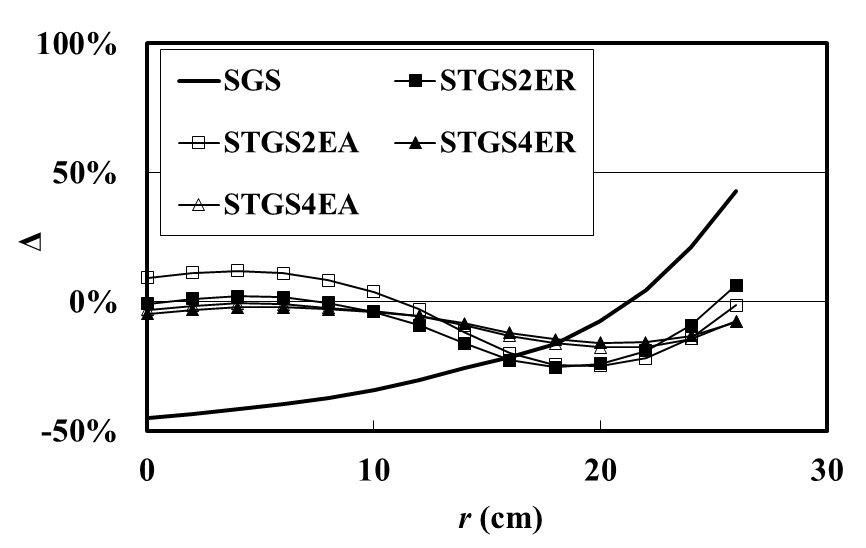 100%
SGS
STGS2ER
STGS2EA
STGS4ER
STGS4EA
50%
Δ
0%
-50%
0 10 20 30
r (cm)